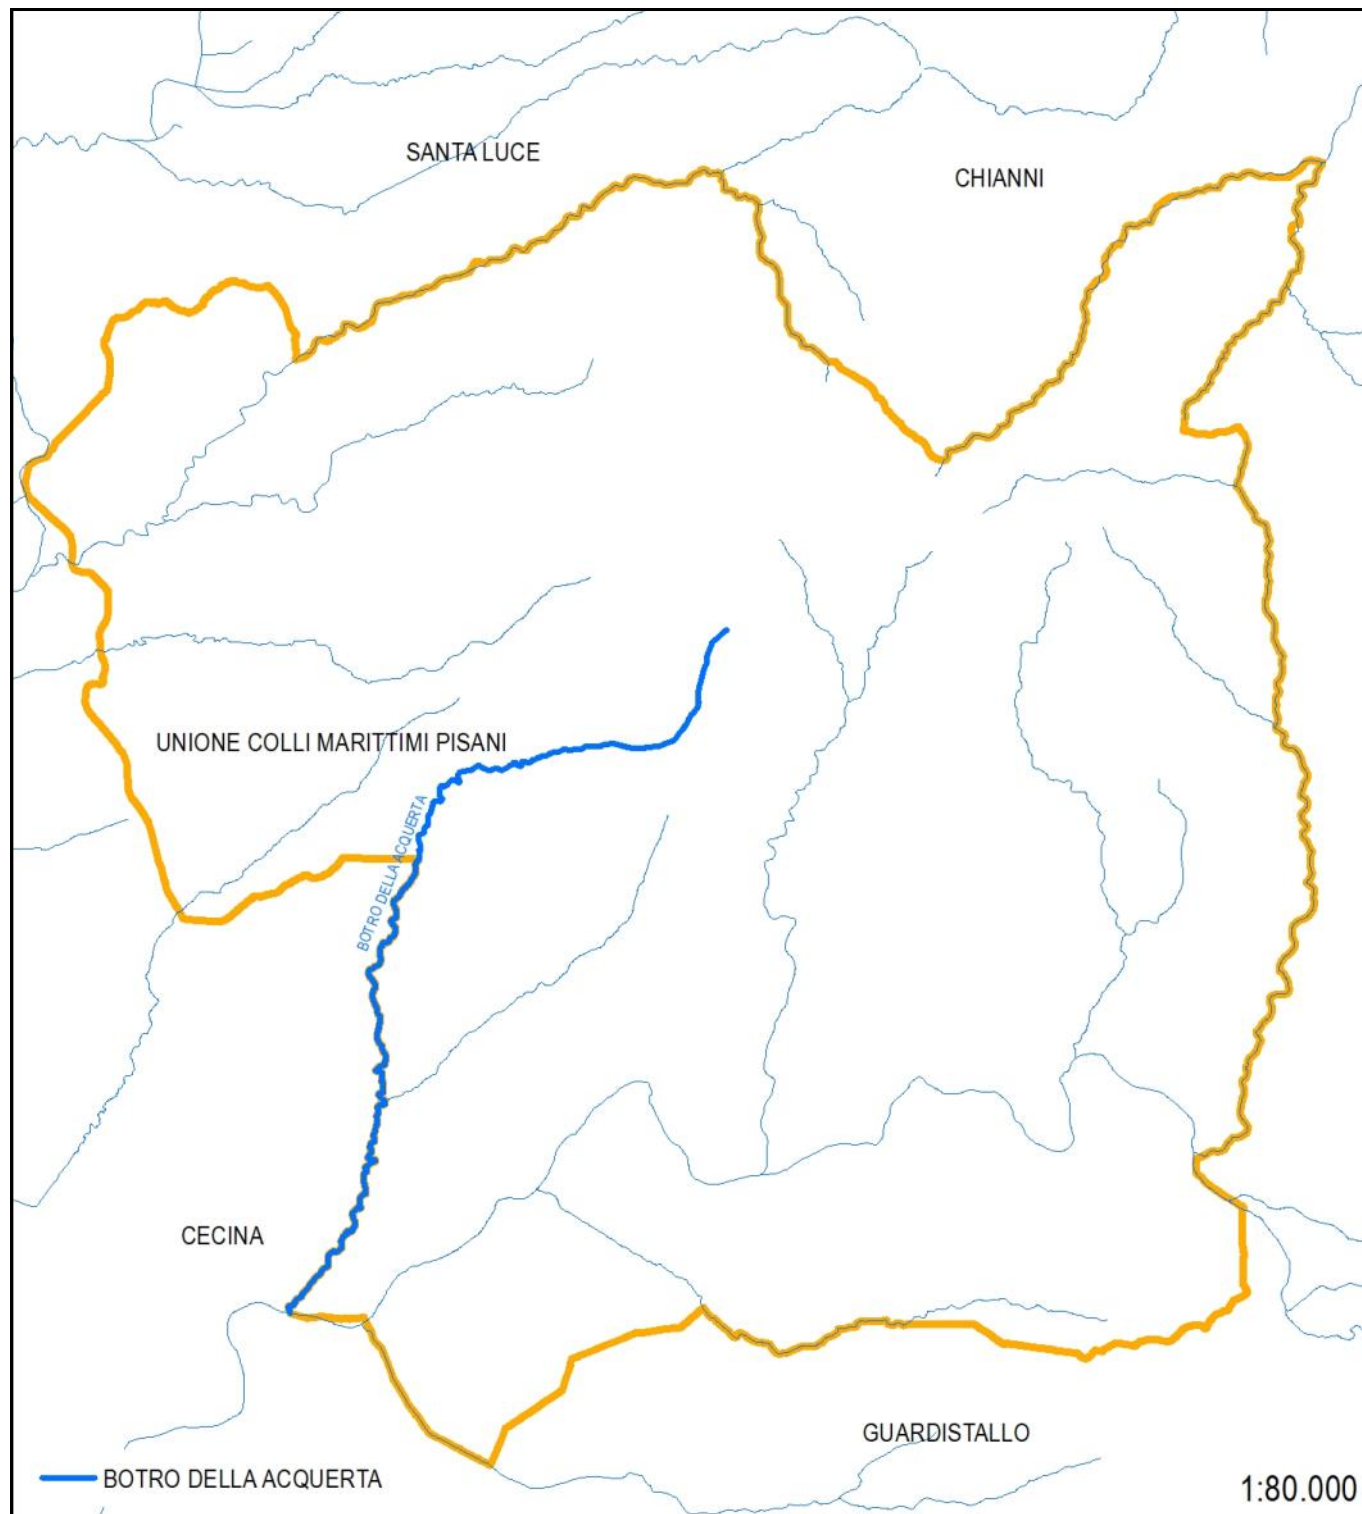 SANTA LUCE
CHIANNI
UNIONE COLLI MARITTIMI PISANI
BOTRO DELLA ACQUERTA
CECINA
GUARDISTALLO
BOTRO DELLA ACQUERTA
1:80.000